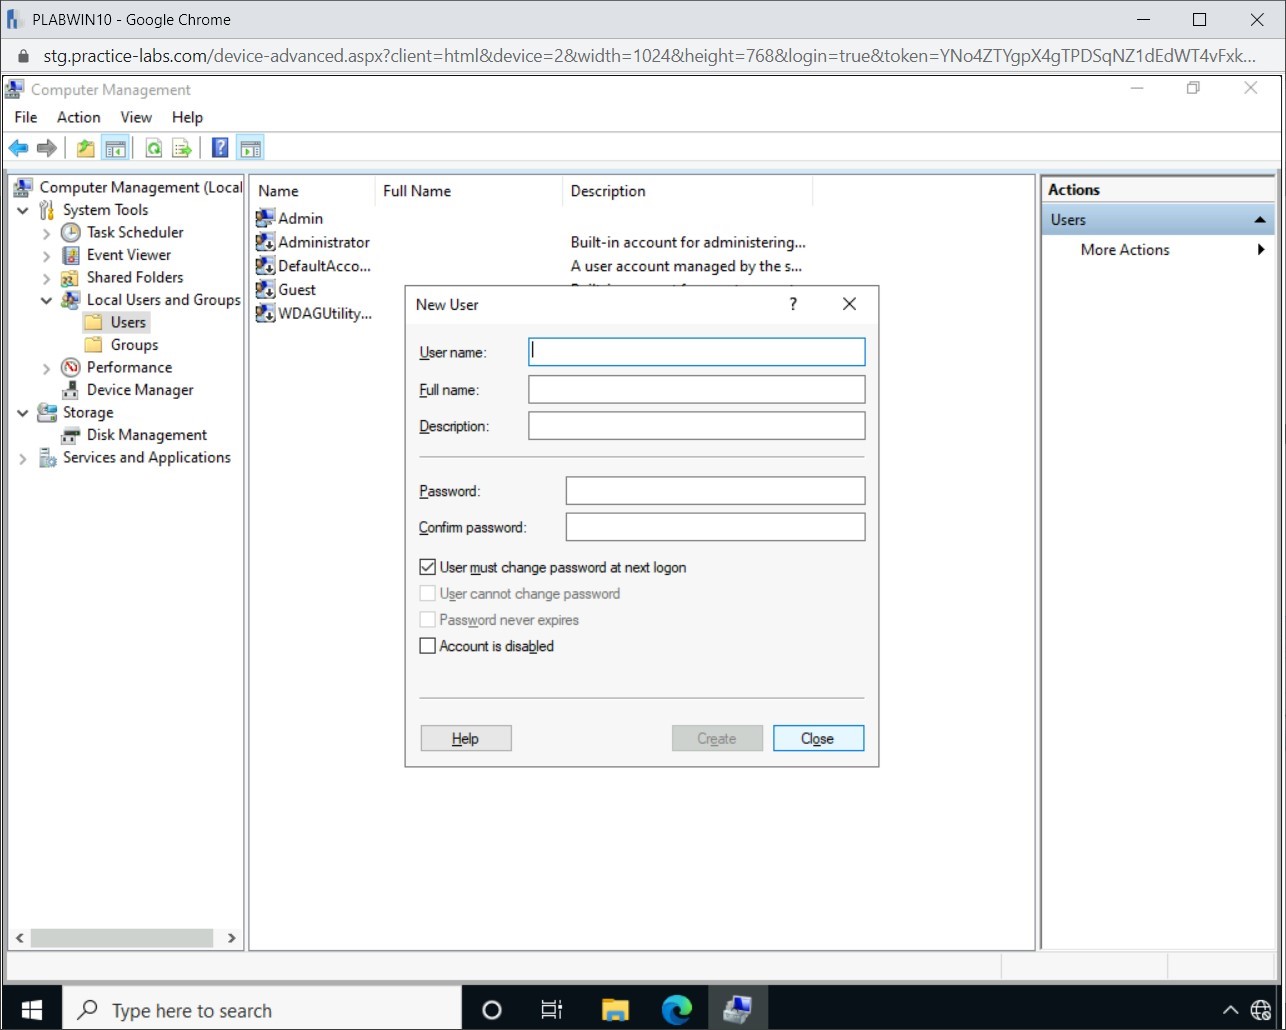 PLABWIN10 - Google Chrome
stg.practice-labs.com/device-advanced.aspx?client=html&device=2&width=1024&height=768&login=true&token=YNo4ZTYgpX4gTPDSqNZ1dEdWT4vFxk...
Computer Management
File Action View Help
Computer Management (Local
System Tools
Task Scheduler
Event Viewer
Shared Folders
Local Users and Groups
Users
Groups
Performance
Device Manager
Storage
Disk Management
Services and Applications
Name Full Name Description
Admin
Administrator Built-in account for administering...
DefaultAcco... A user account managed by the s...
Guest
WDAGUtility...
Actions
Users
More Actions
New User ?
User name:
Full name:
Description:
Password:
Confirm password:
User must change password at next logon
User cannot change password
Password never expires
Account is disabled
Help Create Close
Type here to search